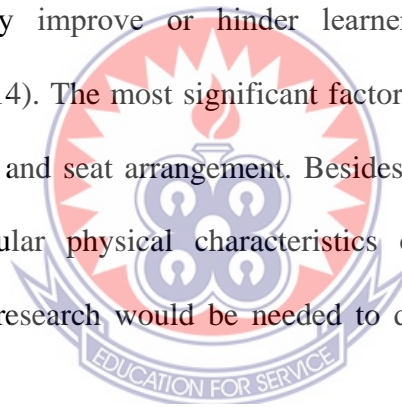 y improve or hinder learner
14). The most significant factor
and seat arrangement. Besides
ular physical characteristics
research would be needed to
EDUCATION FOR SERVICE